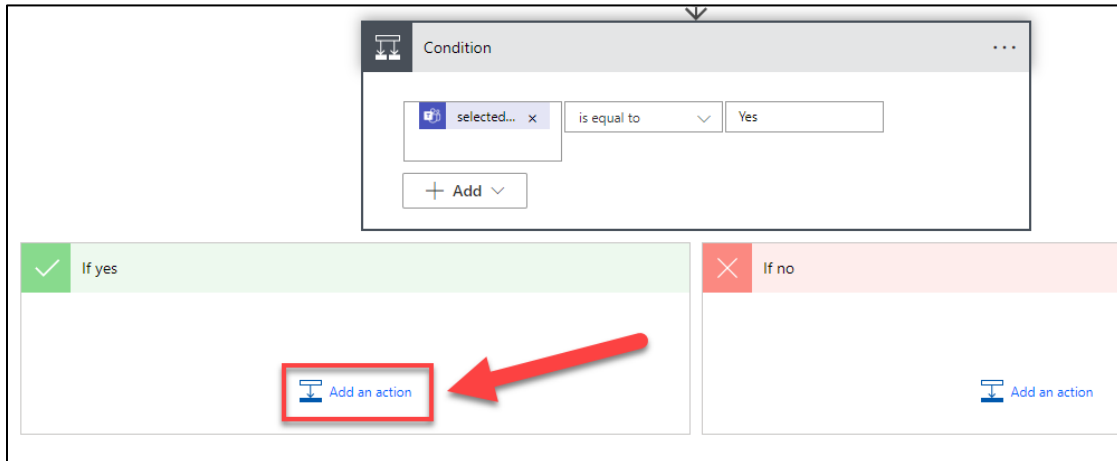 Condition
selected... x
is equal to
Yes
Add
If yes
If no
Add an action
Add an action